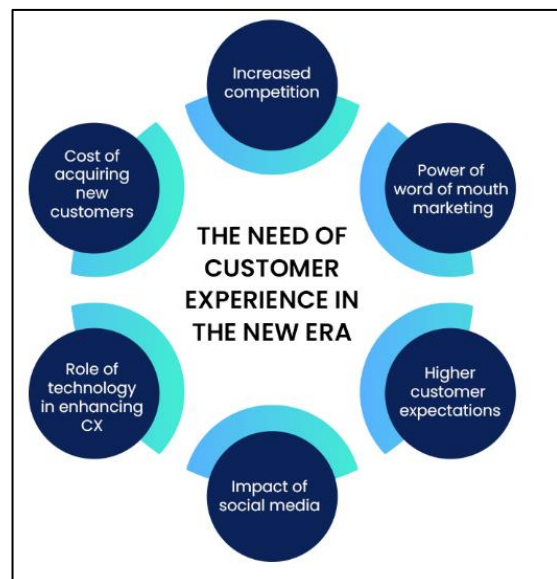 Increased
competition
Cost of
acquiring
new
customers
Power of
word of mouth
marketing
THE NEED OF
CUSTOMER
EXPERIENCE IN
THE NEW ERA
Role of
technology
in enhancing
CX
Higher
customer
expectations
Impact of
social media